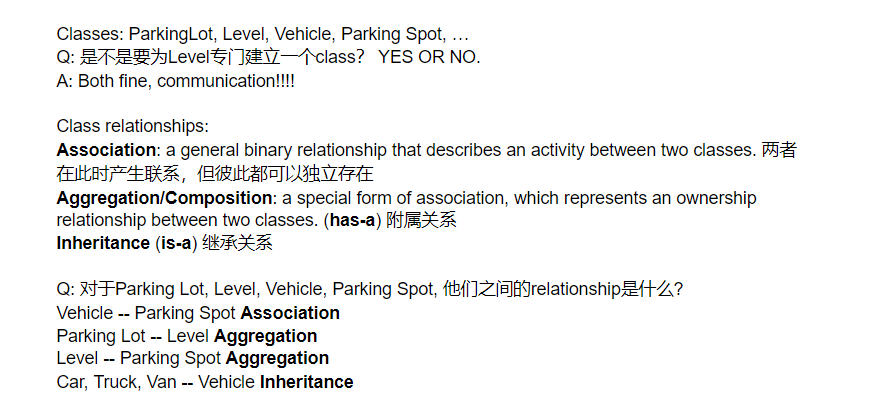 Classes: ParkingLot, Level, Vehicle, Parking Spot, …
Q: 是不是要为Level专门建立一个class？ YES OR NO.
A: Both fine, communication!!!!
Class relationships:
Association: a general binary relationship that describes an activity between two classes. 两者
在此时产生联系，但彼此都可以独立存在
Aggregation/Composition: a special form of association, which represents an ownership
relationship between two classes. (has-a) 附属关系
Inheritance (is-a) 继承关系
Q: 对于Parking Lot, Level, Vehicle, Parking Spot, 他们之间的relationship是什么?
Vehicle -- Parking Spot Association
Parking Lot -- Level Aggregation
Level -- Parking Spot Aggregation
Car, Truck, Van -- Vehicle Inheritance